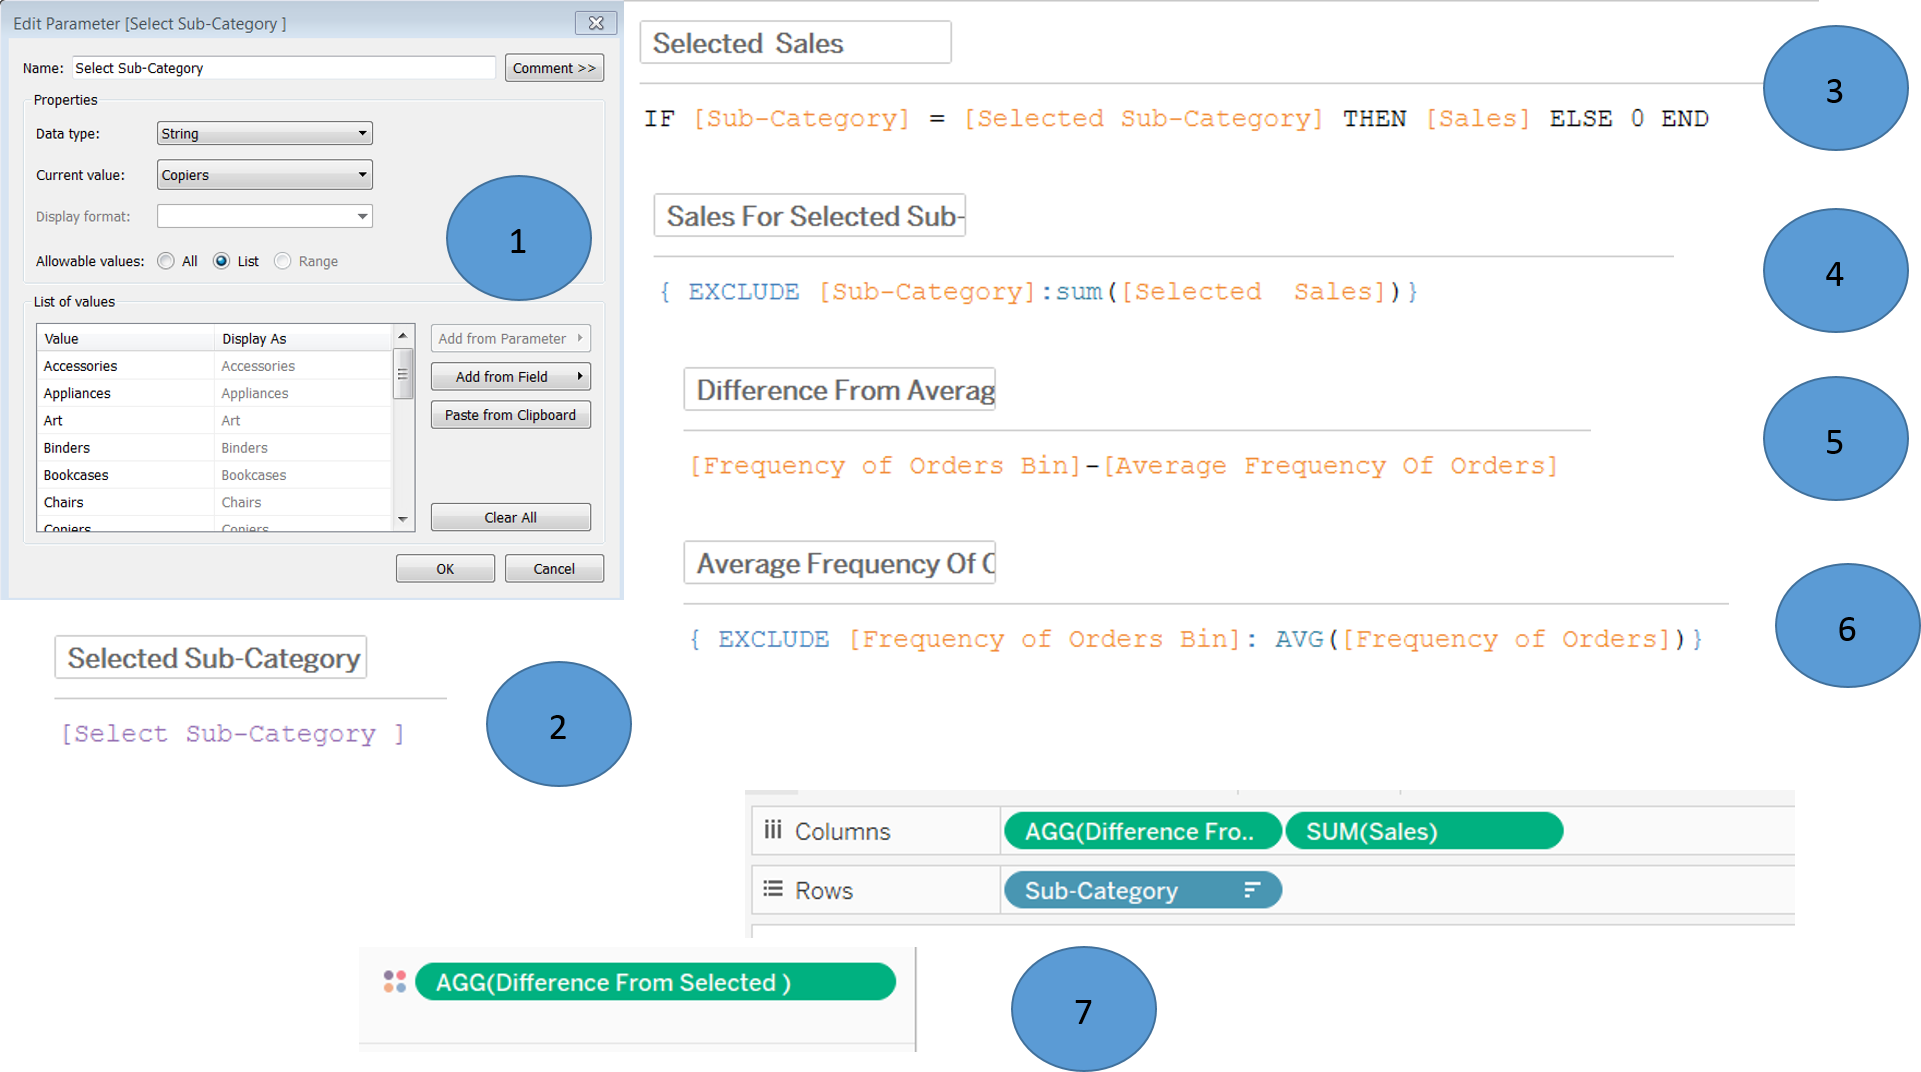 Edit Parameter [Select Sub-Category ]
Name: Select Sub-Category Comment >>
Properties
Data type: String
Current value: Copiers
Display format:
Allowable values: All List Range
List of values
Value Display As
Accessories Accessories
Appliances Appliances
Art Art
Binders Binders
Bookcases Bookcases
Chairs Chairs
Copiers Copiers
Add from Parameter
Add from Field
Paste from Clipboard
Clear All
OK Cancel
1
Selected Sub-Category
[Select Sub-Category ]
2
Selected  Sales
IF [Sub-Category] = [Selected Sub-Category] THEN [Sales] ELSE 0 END
3
Sales For Selected Sub-
{ EXCLUDE [Sub-Category]:sum([Selected  Sales])}
4
Difference From Averag
[Frequency of Orders Bin]-[Average Frequency Of Orders]
5
Average Frequency Of C
{ EXCLUDE [Frequency of Orders Bin]: AVG([Frequency of Orders])}
6
Columns AGG(Difference Fro.. SUM(Sales)
Rows Sub-Category
AGG(Difference From Selected )
7